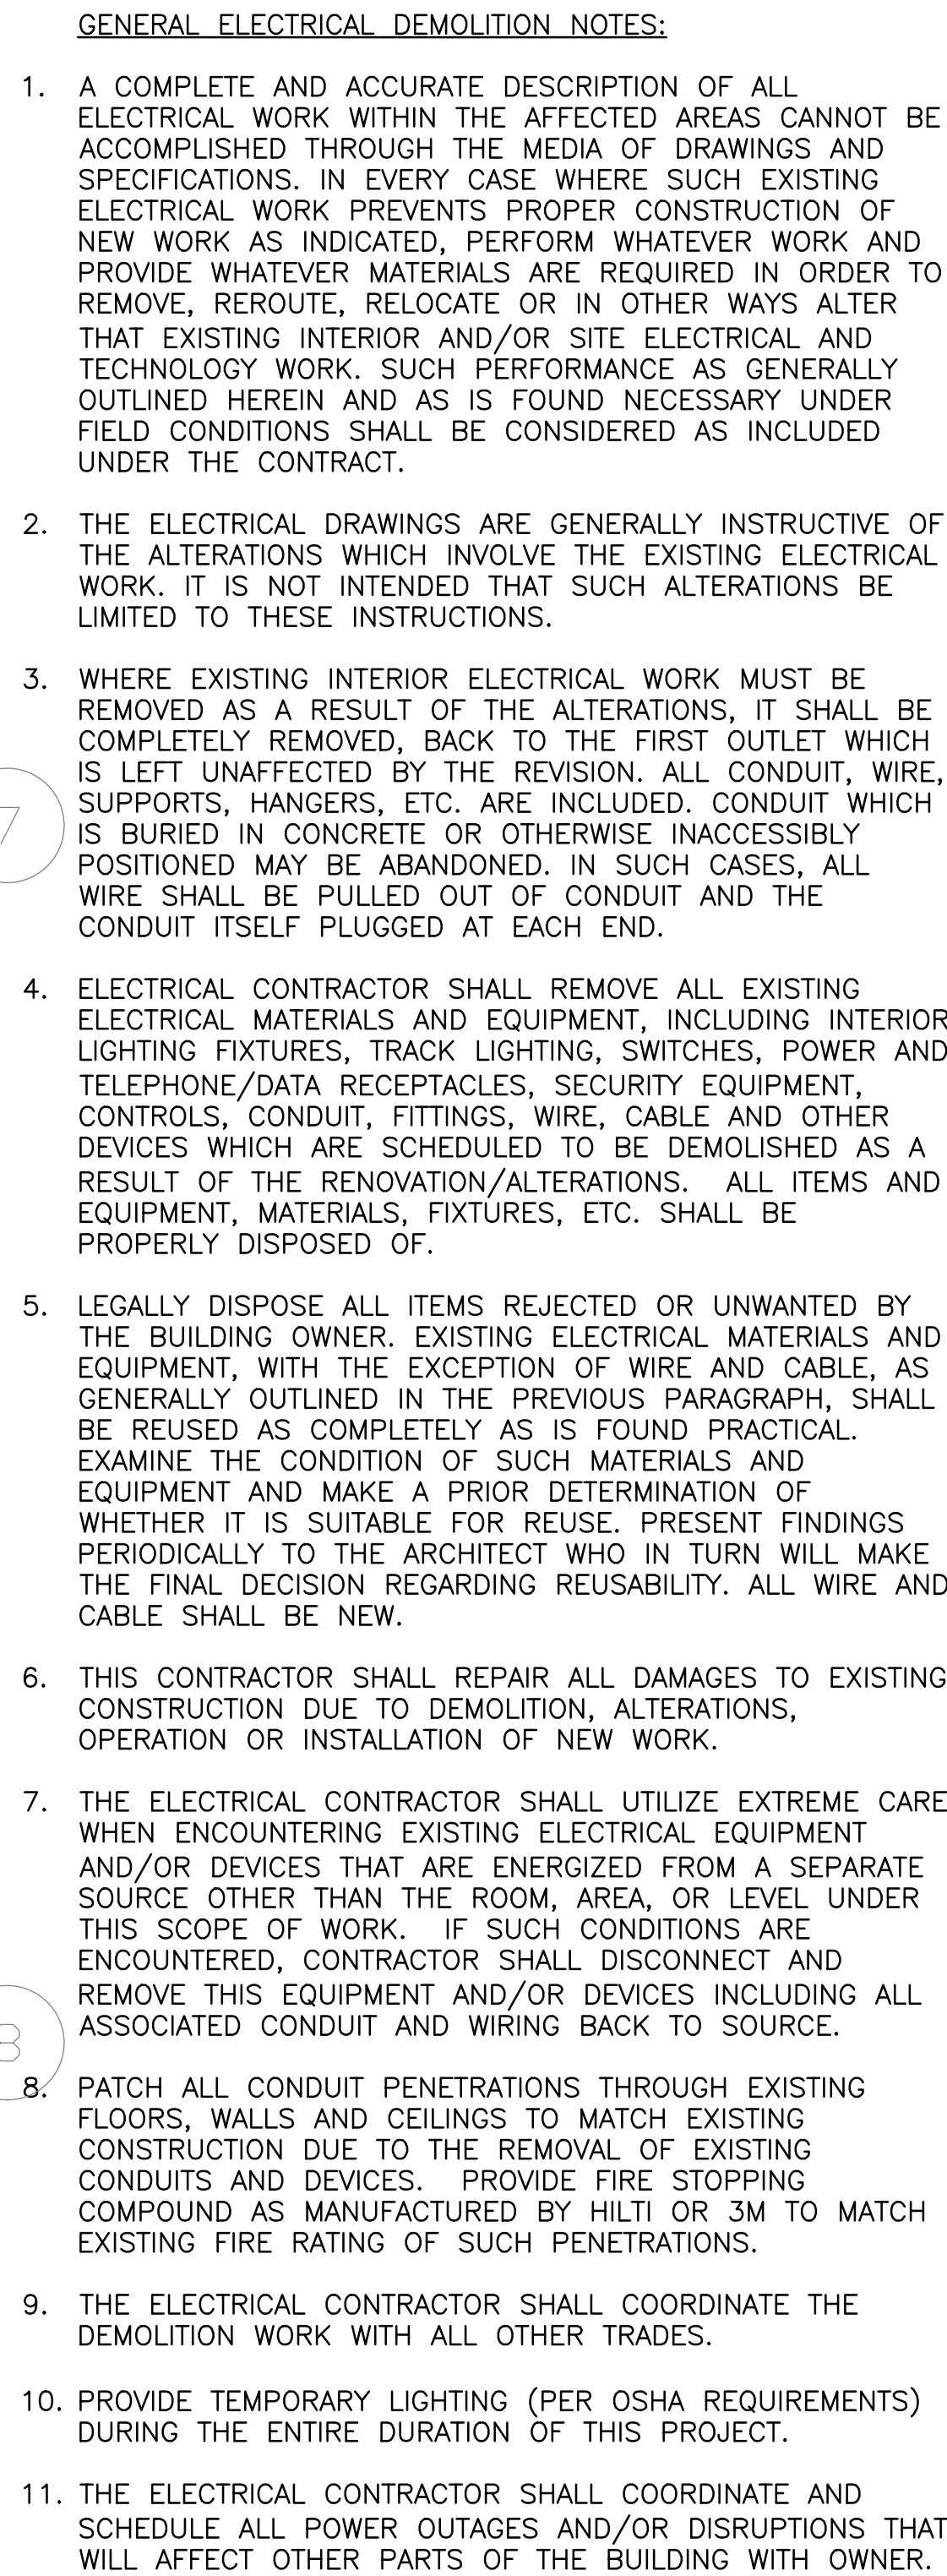 GENERAL ELECTRICAL DEMOLITION NOTES:
1. A COMPLETE AND ACCURATE DESCRIPTION OF ALL
ELECTRICAL WORK WITHIN THE AFFECTED AREAS CANNOT BE
ACCOMPLISHED THROUGH THE MEDIA OF DRAWINGS AND
SPECIFICATIONS. IN EVERY CASE WHERE SUCH EXISTING
ELECTRICAL WORK PREVENTS PROPER CONSTRUCTION OF
NEW WORK AS INDICATED, PERFORM WHATEVER WORK AND
PROVIDE WHATEVER MATERIALS ARE REQUIRED IN ORDER TO
REMOVE, REROUTE, RELOCATE OR IN OTHER WAYS ALTER
THAT EXISTING INTERIOR AND/OR SITE ELECTRICAL AND
TECHNOLOGY WORK. SUCH PERFORMANCE AS GENERALLY
OUTLINED HEREIN AND AS IS FOUND NECESSARY UNDER
FIELD CONDITIONS SHALL BE CONSIDERED AS INCLUDED
UNDER THE CONTRACT.
2. THE ELECTRICAL DRAWINGS ARE GENERALLY INSTRUCTIVE OF
THE ALTERATIONS WHICH INVOLVE THE EXISTING ELECTRICAL
WORK. IT IS NOT INTENDED THAT SUCH ALTERATIONS BE
LIMITED TO THESE INSTRUCTIONS.
3. WHERE EXISTING INTERIOR ELECTRICAL WORK MUST BE
REMOVED AS A RESULT OF THE ALTERATIONS, IT SHALL BE
COMPLETELY REMOVED, BACK TO THE FIRST OUTLET WHICH
IS LEFT UNAFFECTED BY THE REVISION. ALL CONDUIT, WIRE,
7
SUPPORTS, HANGERS, ETC. ARE INCLUDED. CONDUIT WHICH
IS BURIED IN CONCRETE OR OTHERWISE INACCESSIBLY
POSITIONED MAY BE ABANDONED. IN SUCH CASES, ALL
WIRE SHALL BE PULLED OUT OF CONDUIT AND THE
CONDUIT ITSELF PLUGGED AT EACH END.
4. ELECTRICAL CONTRACTOR SHALL REMOVE ALL EXISTING
ELECTRICAL MATERIALS AND EQUIPMENT, INCLUDING INTERIOR
LIGHTING FIXTURES, TRACK LIGHTING, SWITCHES, POWER AND
TELEPHONE/DATA RECEPTACLES, SECURITY EQUIPMENT,
CONTROLS, CONDUIT, FITTINGS, WIRE, CABLE AND OTHER
DEVICES WHICH ARE SCHEDULED TO BE DEMOLISHED AS A
RESULT OF THE RENOVATION/ALTERATIONS. ALL ITEMS AND
EQUIPMENT, MATERIALS, FIXTURES, ETC. SHALL BE
PROPERLY DISPOSED OF.
5. LEGALLY DISPOSE ALL ITEMS REJECTED OR UNWANTED BY
THE BUILDING OWNER. EXISTING ELECTRICAL MATERIALS AND
EQUIPMENT, WITH THE EXCEPTION OF WIRE AND CABLE, AS
GENERALLY OUTLINED IN THE PREVIOUS PARAGRAPH, SHALL
BE REUSED AS COMPLETELY AS IS FOUND PRACTICAL.
EXAMINE THE CONDITION OF SUCH MATERIALS AND
EQUIPMENT AND MAKE A PRIOR DETERMINATION OF
WHETHER IT IS SUITABLE FOR REUSE. PRESENT FINDINGS
PERIODICALLY TO THE ARCHITECT WHO IN TURN WILL MAKE
THE FINAL DECISION REGARDING REUSABILITY. ALL WIRE AND
CABLE SHALL BE NEW.
6. THIS CONTRACTOR SHALL REPAIR ALL DAMAGES TO EXISTING
CONSTRUCTION DUE TO DEMOLITION, ALTERATIONS,
OPERATION OR INSTALLATION OF NEW WORK.
7. THE ELECTRICAL CONTRACTOR SHALL UTILIZE EXTREME CARE
WHEN ENCOUNTERING EXISTING ELECTRICAL EQUIPMENT
AND/OR DEVICES THAT ARE ENERGIZED FROM A SEPARATE
SOURCE OTHER THAN THE ROOM, AREA, OR LEVEL UNDER
THIS SCOPE OF WORK. IF SUCH CONDITIONS ARE
ENCOUNTERED, CONTRACTOR SHALL DISCONNECT AND
REMOVE THIS EQUIPMENT AND/OR DEVICES INCLUDING ALL
ASSOCIATED CONDUIT AND WIRING BACK TO SOURCE.
8
8. PATCH ALL CONDUIT PENETRATIONS THROUGH EXISTING
FLOORS, WALLS AND CEILINGS TO MATCH EXISTING
CONSTRUCTION DUE TO THE REMOVAL OF EXISTING
CONDUITS AND DEVICES. PROVIDE FIRE STOPPING
COMPOUND AS MANUFACTURED BY HILTI OR 3M TO MATCH
EXISTING FIRE RATING OF SUCH PENETRATIONS.
9. THE ELECTRICAL CONTRACTOR SHALL COORDINATE THE
DEMOLITION WORK WITH ALL OTHER TRADES.
10. PROVIDE TEMPORARY LIGHTING (PER OSHA REQUIREMENTS)
DURING THE ENTIRE DURATION OF THIS PROJECT.
11. THE ELECTRICAL CONTRACTOR SHALL COORDINATE AND
SCHEDULE ALL POWER OUTAGES AND/OR DISRUPTIONS THAT
WILL AFFECT OTHER PARTS OF THE BUILDING WITH OWNER.